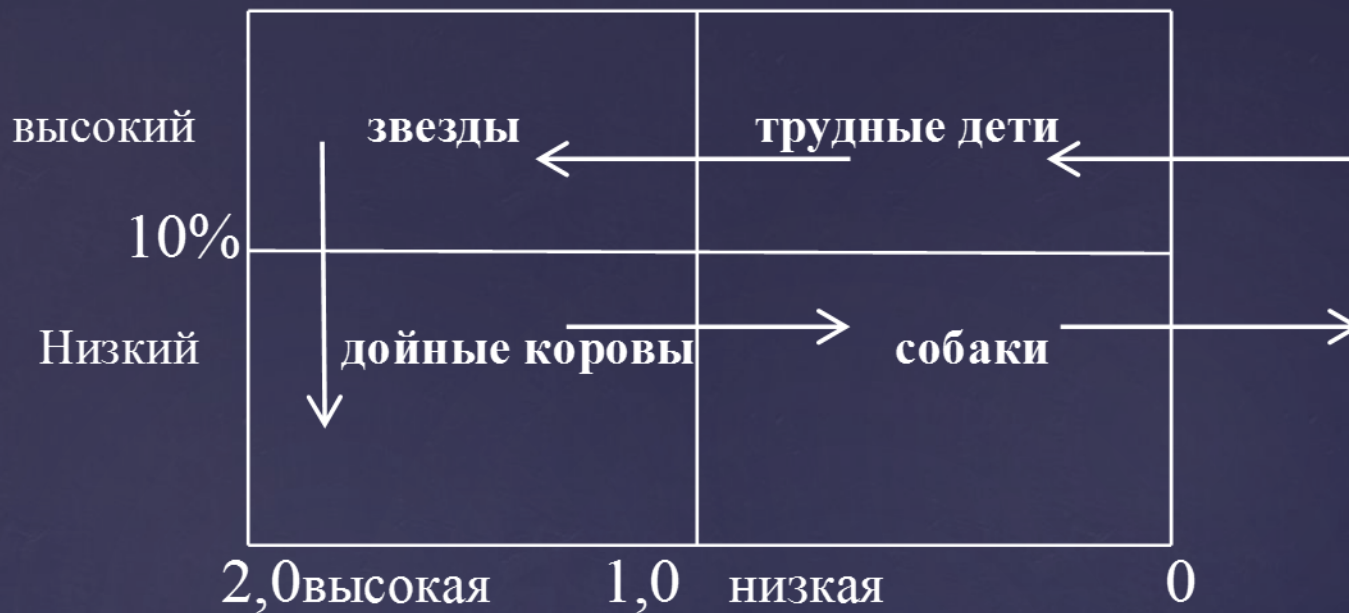 высокий звезды трудные дети
10%
Низкий дойные коровы собаки
2,0высокая 1,0 низкая 0